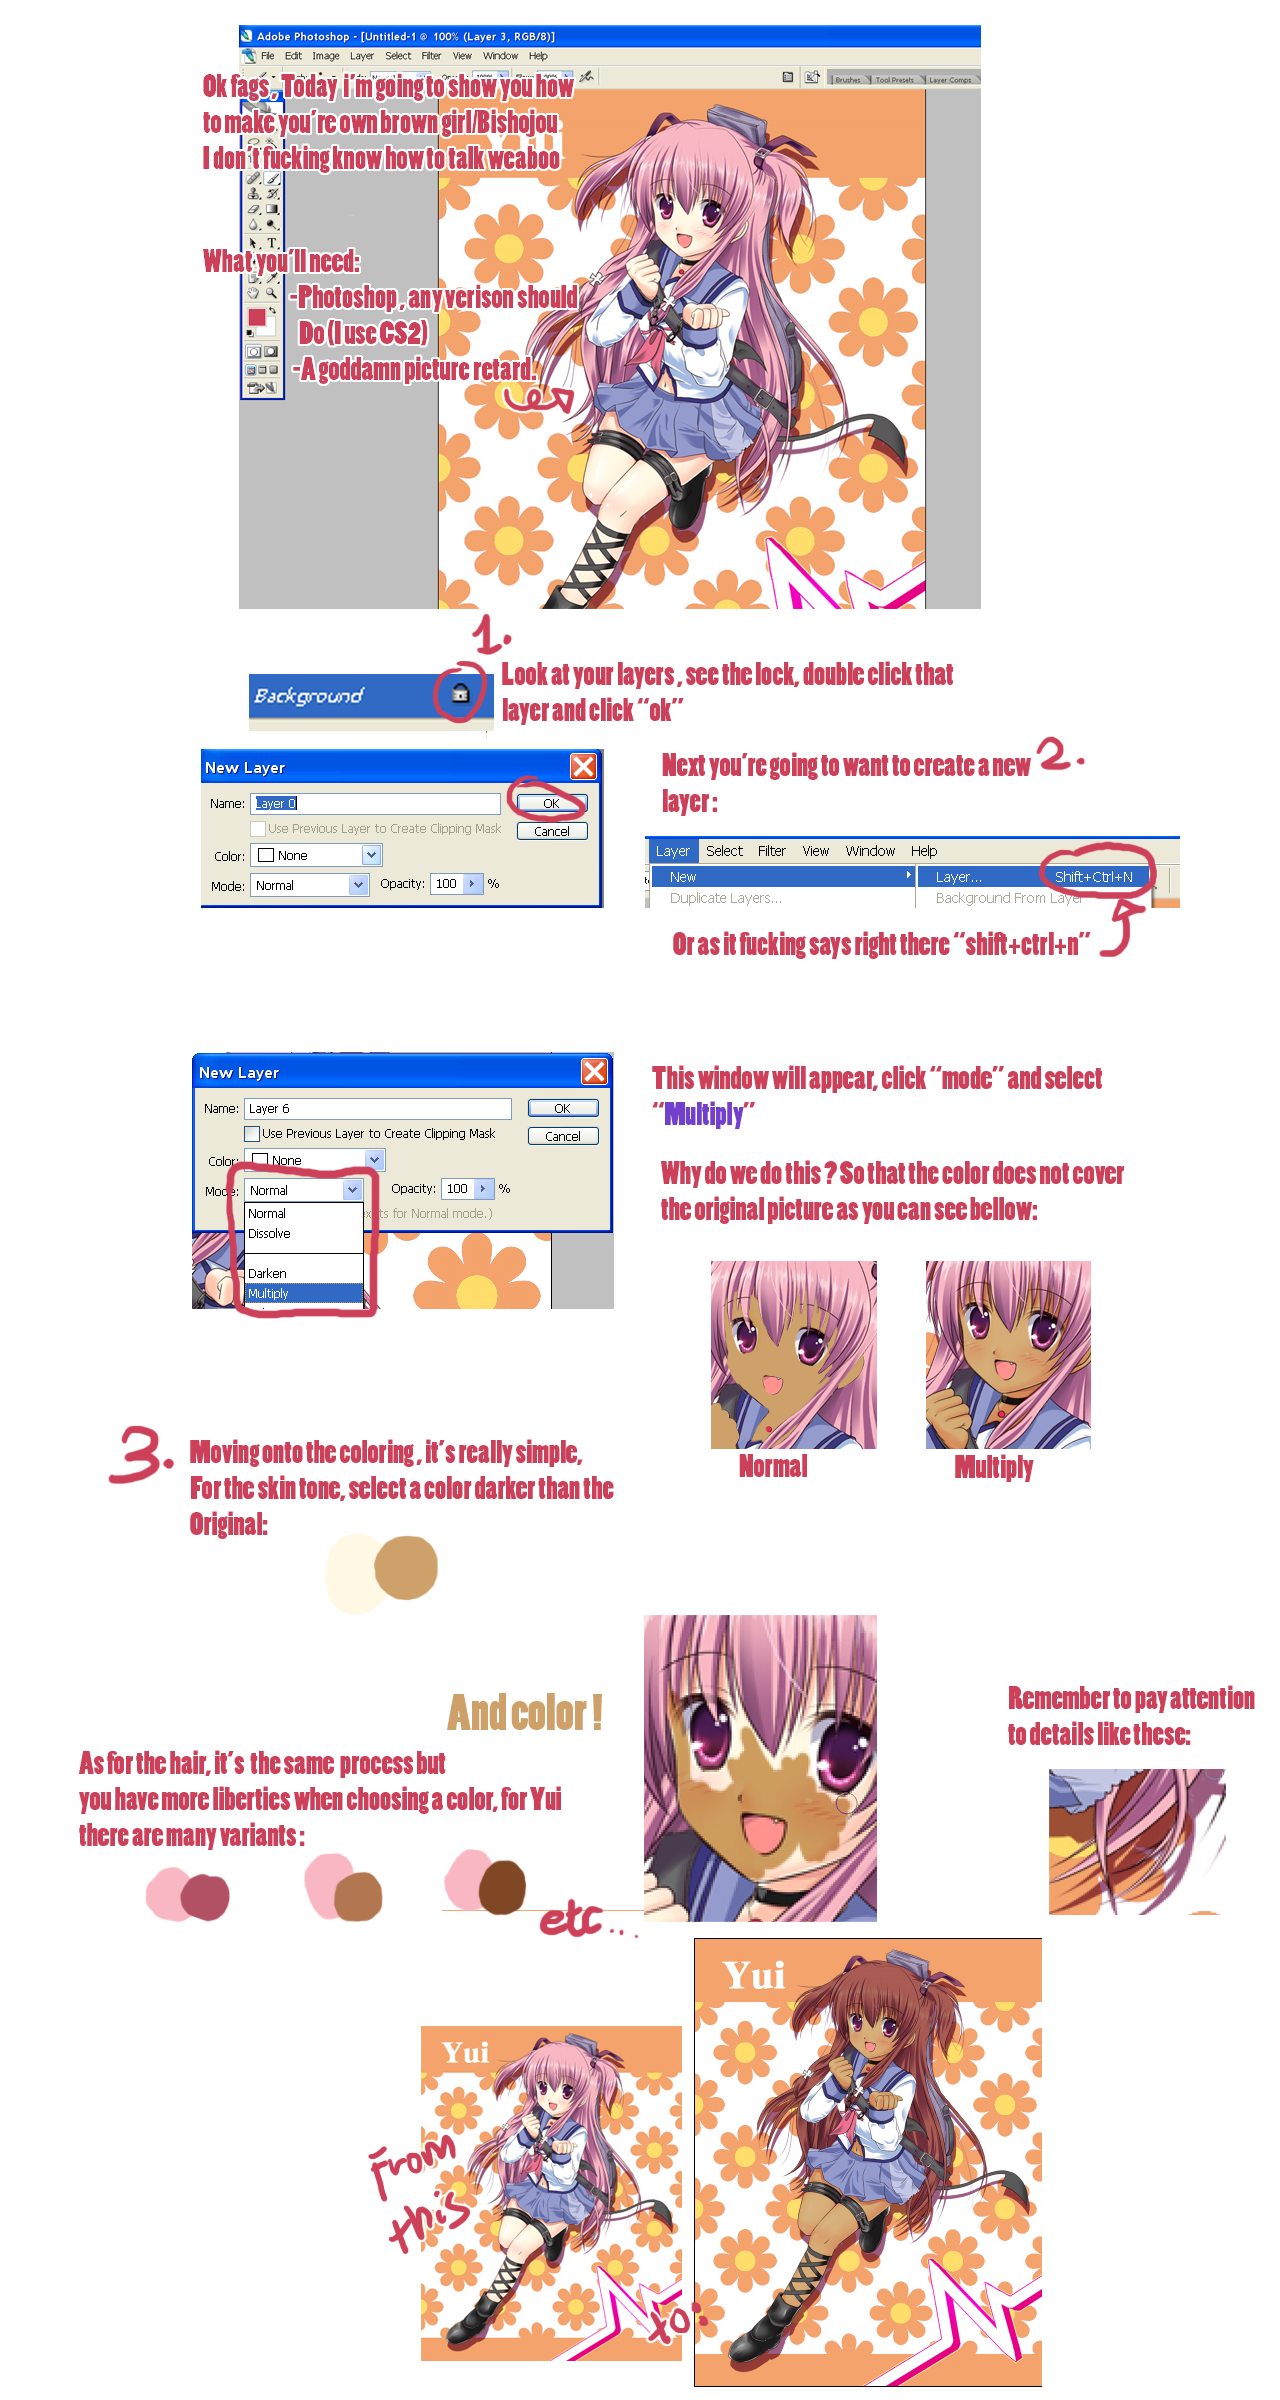 Adobe Photoshop - [Untitled-1 @ 100% (Layer 3, RGB/8)]
File Edit Image Layer Select Filter View Window Help
Brushes Tool Presets Layer Comps
Ok fags, Today i'm going to show you how
to make you're own brown girl/Bishojou
I don't fucking know how to talk weaboo
What you'll need:
-Photoshop, any verison should
Do (I use CS2)
-A goddamn picture retard.
1.
Background
Look at your layers, see the lock, double click that
layer and click "ok"
New Layer
Name: Layer 0
OK
Use Previous Layer to Create Clipping Mask
Cancel
Color: None
Mode: Normal Opacity: 100 %
Next you're going to want to create a new 2.
layer:
Layer Select Filter View Window Help
New Layer... Shift+Ctrl+N
Duplicate Layers... Background From Layer
Or as it fucking says right there "shift+ctrl+n"
New Layer
Name: Layer 6
OK
Use Previous Layer to Create Clipping Mask
Cancel
Color: None
Mode: Normal Opacity: 100 %
Normal
for Normal mode.)
Dissolve
Darken
Multiply
This window will appear, click "mode" and select
"Multiply"
Why do we do this ? So that the color does not cover
the original picture as you can see bellow:
Normal
Multiply
3.
Moving onto the coloring, it's really simple,
For the skin tone, select a color darker than the
Original:
And color !
Remember to pay attention
to details like these:
As for the hair, it's the same process but
you have more liberties when choosing a color, for Yui
there are many variants :
etc...
Yui
Yui
From
this
to: